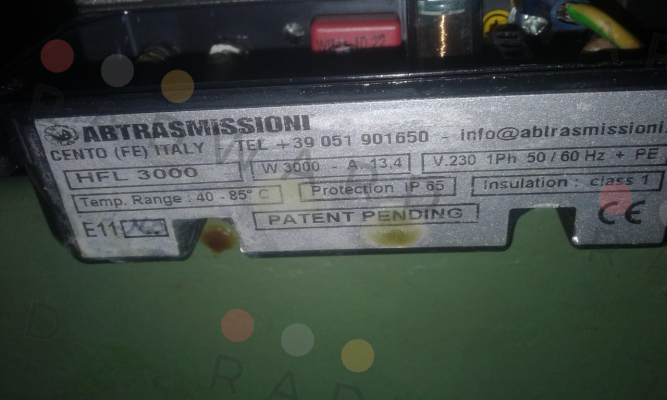 ABTRASMISSIONI
CENTO (FE) ITALY TEL +39 051 901650 - info@abtrasmissioni.
HFL 3000 W 3000 - A. 13,4 V.230 1Ph 50 / 60 Hz + PE
Temp. Range : 40 - 85° C Protection IP 65 Insulation : class 1
E11 PATENT PENDING CE